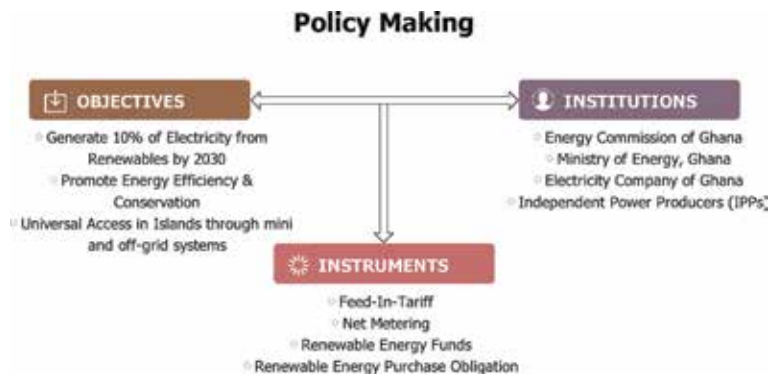 Policy Making
OBJECTIVES
Generate 10% of Electricity from
Renewables by 2030
Promote Energy Efficiency &
Conservation
Universal Access in Islands through mini
and off-grid systems
INSTITUTIONS
Energy Commission of Ghana
Ministry of Energy, Ghana
Electricity Company of Ghana
Independent Power Producers (IPPs)
INSTRUMENTS
Feed-In-Tariff
Net Metering
Renewable Energy Funds
Renewable Energy Purchase Obligation